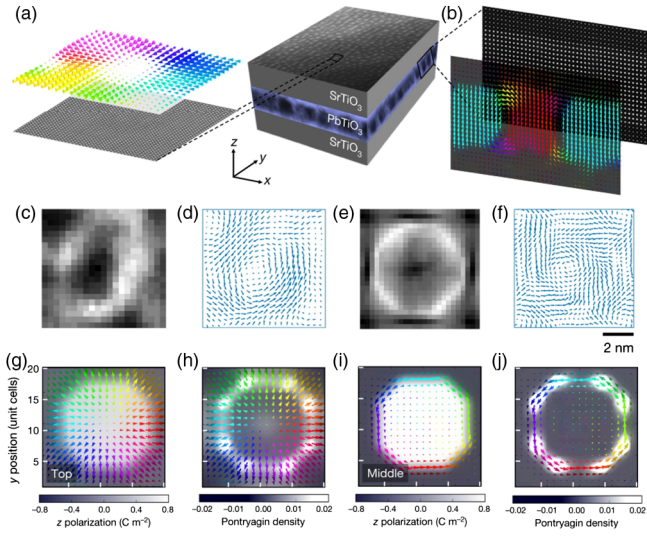 (a)
(b)
SrTiO3
PbTiO3
SrTiO3
z
y
x
(c)
(d)
(e)
(f)
2 nm
(g)
(h)
(i)
(j)
y position (unit cells)
20
15
10
5
Top
Middle
−0.8 −0.4 0.0 0.4 0.8
z polarization (C m⁻²)
−0.02 −0.01 0.00 0.01 0.02
Pontryagin density
−0.8 −0.4 0.0 0.4 0.8
z polarization (C m⁻²)
−0.02 −0.01 0.00 0.01 0.02
Pontryagin density